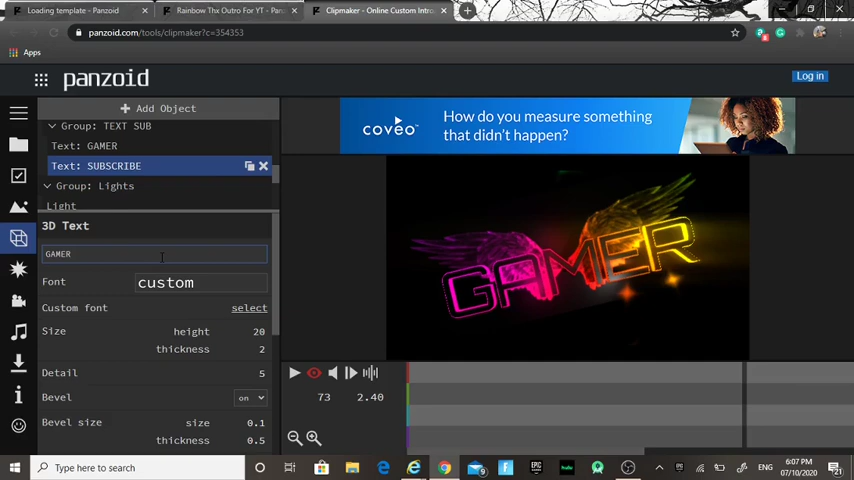 Loading template - Panzoid
Rainbow Thx Outro For YT - Pan
Clipmaker - Online Custom Intro
panzoid.com/tools/clipmaker?c=354353
Apps
panzoid
Log in
Add Object
Group: TEXT SUB
Text: GAMER
Text: SUBSCRIBE
Group: Lights
Light
3D Text
GAMER
Font custom
Custom font select
Size height 20
thickness 2
Detail 5
Bevel on
Bevel size size 0.1
thickness 0.5
coveo
How do you measure something
that didn't happen?
GAMER
73 2.40
Type here to search
EPIC
hulu
ENG
6:07 PM
07/10/2020
21